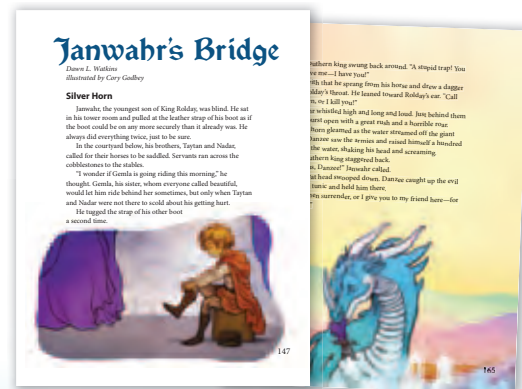 Janwahr's Bridge
Dawn L. Watkins
illustrated by Cory Godbey
Silver Horn
Janwahr, the youngest son of King Rolday, was blind. He sat
in his tower room and pulled at the leather strap of his boot as if
the boot could be on any more securely than it already was. He
always did everything twice, just to be sure.
In the courtyard below, his brothers, Taytan and Nadar,
called for their horses to be saddled. Servants ran across the
cobblestones to the stables.
"I wonder if Gemla is going riding this morning," he
thought. Gemla, his sister, whom everyone called beautiful,
would let him ride behind her sometimes, but only when Taytan
and Nadar were not there to scold about his getting hurt.
He tugged the strap of his other boot
a second time.
147
king swung back around. "A stupid trap! You
me—I have you!"
that he sprang from his horse and drew a dagger
throat. He leaned toward Rolday's ear. "Call
or I kill you!"
whistled high and long and loud. Just behind them
burst open with a great rush and a horrible roar.
horn gleamed as the water streamed off the giant
Danzee saw the armies and raised himself a hundred
the water, shaking his head and screaming.
king staggered back.
Danzee!" Janwahr called.
head swooped down. Danzee caught up the evil
tunic and held him there.
surrender, or I give you to my friend here—for
165